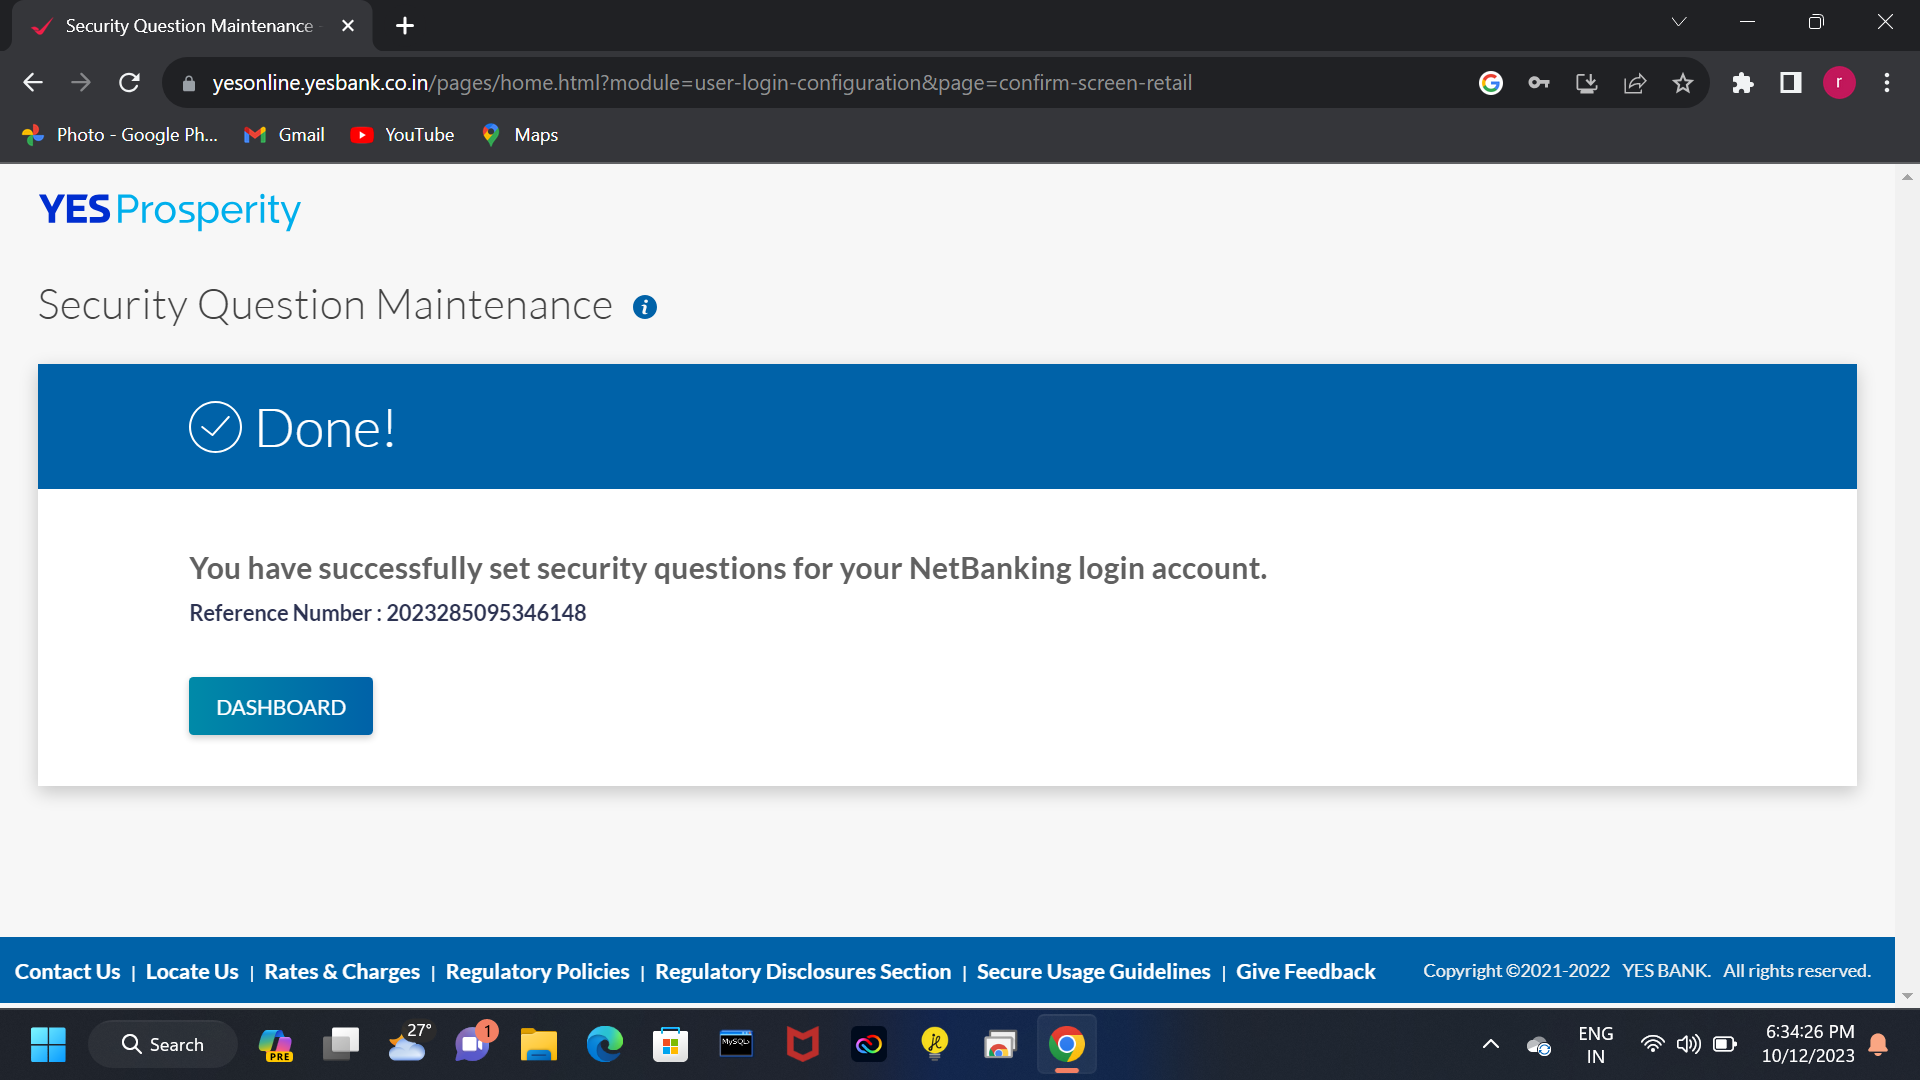 Security Question Maintenance
yesonline.yesbank.co.in/pages/home.html?module=user-login-configuration&page=confirm-screen-retail
r
Photo - Google Ph... Gmail YouTube Maps
YES Prosperity
Security Question Maintenance i
Done!
You have successfully set security questions for your NetBanking login account.
Reference Number : 2023285095346148
DASHBOARD
Contact Us | Locate Us | Rates & Charges | Regulatory Policies | Regulatory Disclosures Section | Secure Usage Guidelines | Give Feedback Copyright ©2021-2022 YES BANK. All rights reserved.
Search PRE 27° 1 MySQL ENG 6:34:26 PM
IN 10/12/2023